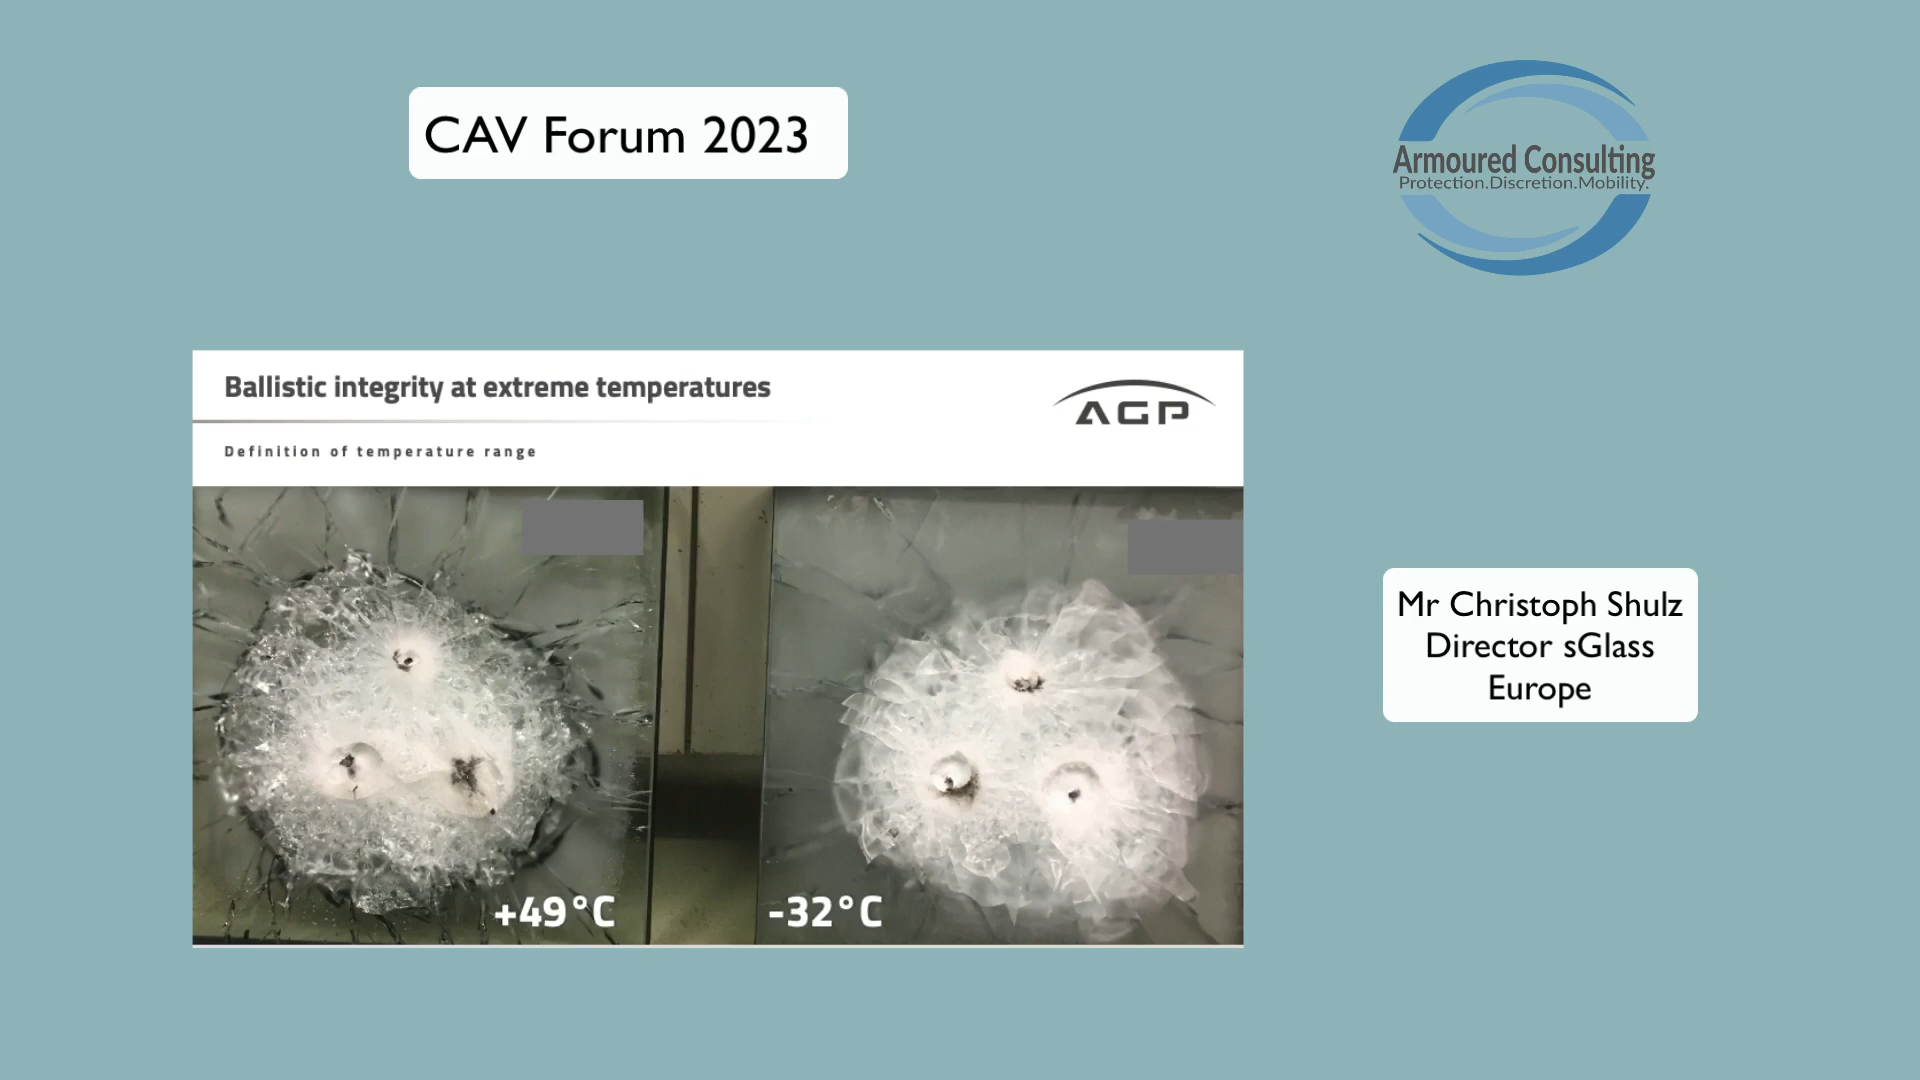 CAV Forum 2023
Armoured Consulting
Protection.Discretion.Mobility.
Ballistic integrity at extreme temperatures
AGP
Definition of temperature range
+49°C
-32°C
Mr Christoph Shulz
Director sGlass
Europe